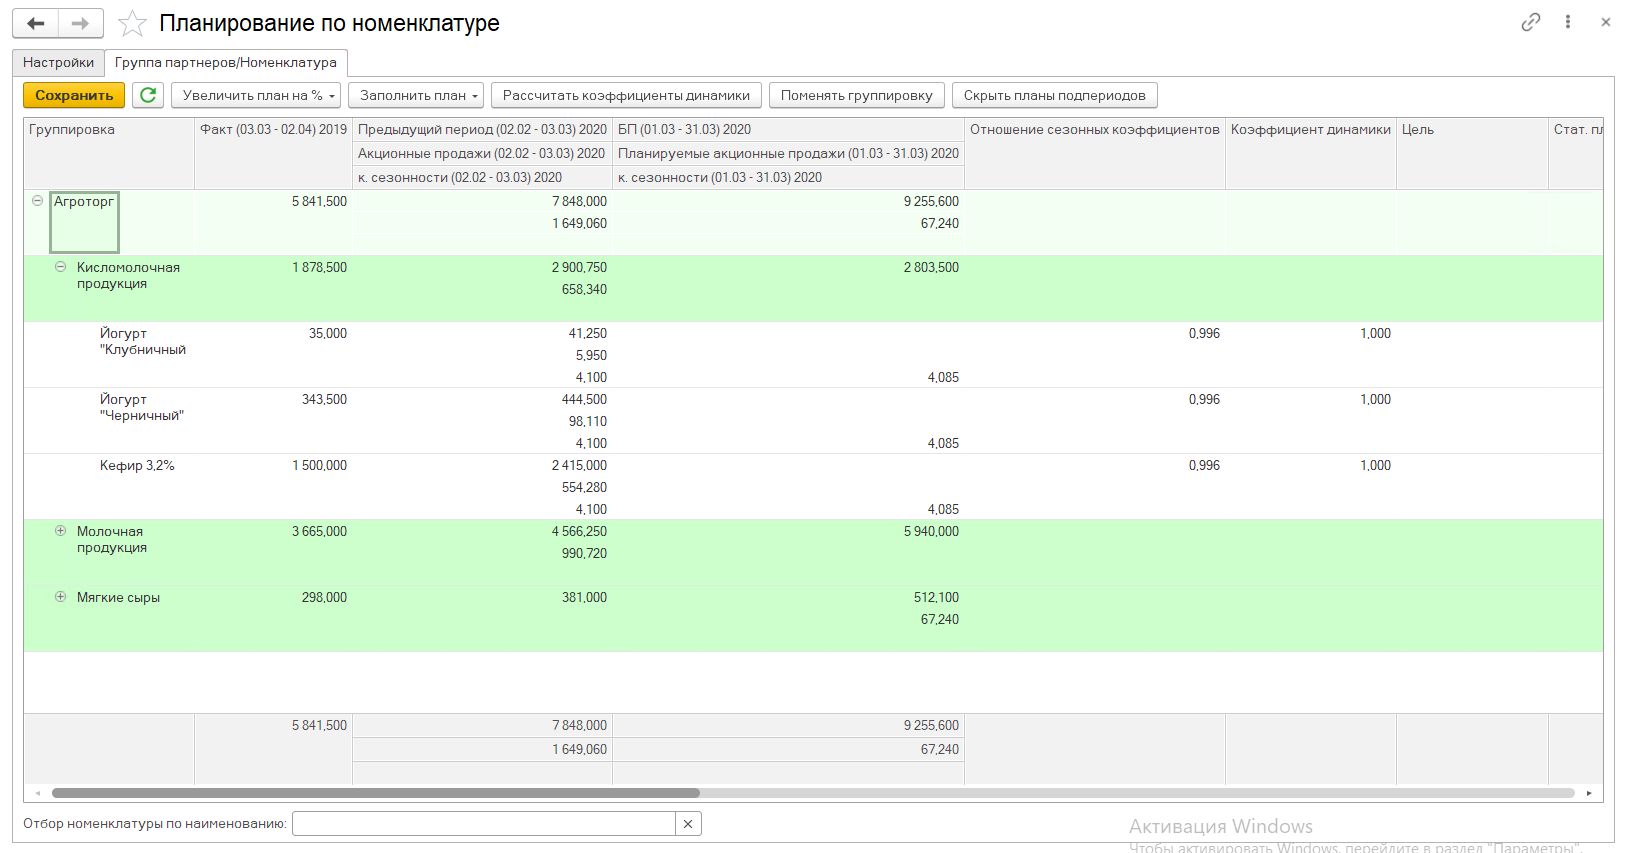 Планирование по номенклатуре
Настройки Группа партнеров/Номенклатура
Сохранить Увеличить план на % Заполнить план Рассчитать коэффициенты динамики Поменять группировку Скрыть планы подпериодов
Группировка Факт (03.03 - 02.04) 2019 Предыдущий период (02.02 - 03.03) 2020 БП (01.03 - 31.03) 2020 Отношение сезонных коэффициентов Коэффициент динамики Цель Стат. пл
Акционные продажи (02.02 - 03.03) 2020 Планируемые акционные продажи (01.03 - 31.03) 2020
к. сезонности (02.02 - 03.03) 2020 к. сезонности (01.03 - 31.03) 2020
Агроторг 5 841,500 7 848,000 9 255,600
1 649,060 67,240
Кисломолочная 1 878,500 2 900,750 2 803,500
продукция 658,340
Йогурт 35,000 41,250 0,996 1,000
"Клубничный 5,950
4,100 4,085
Йогурт 343,500 444,500 0,996 1,000
"Черничный" 98,110
4,100 4,085
Кефир 3,2% 1 500,000 2 415,000 0,996 1,000
554,280
4,100 4,085
Молочная 3 665,000 4 566,250 5 940,000
продукция 990,720
Мягкие сыры 298,000 381,000 512,100
67,240
5 841,500 7 848,000 9 255,600
1 649,060 67,240
Отбор номенклатуры по наименованию:
Активация Windows
Чтобы активировать Windows, перейдите в раздел "Параметры".